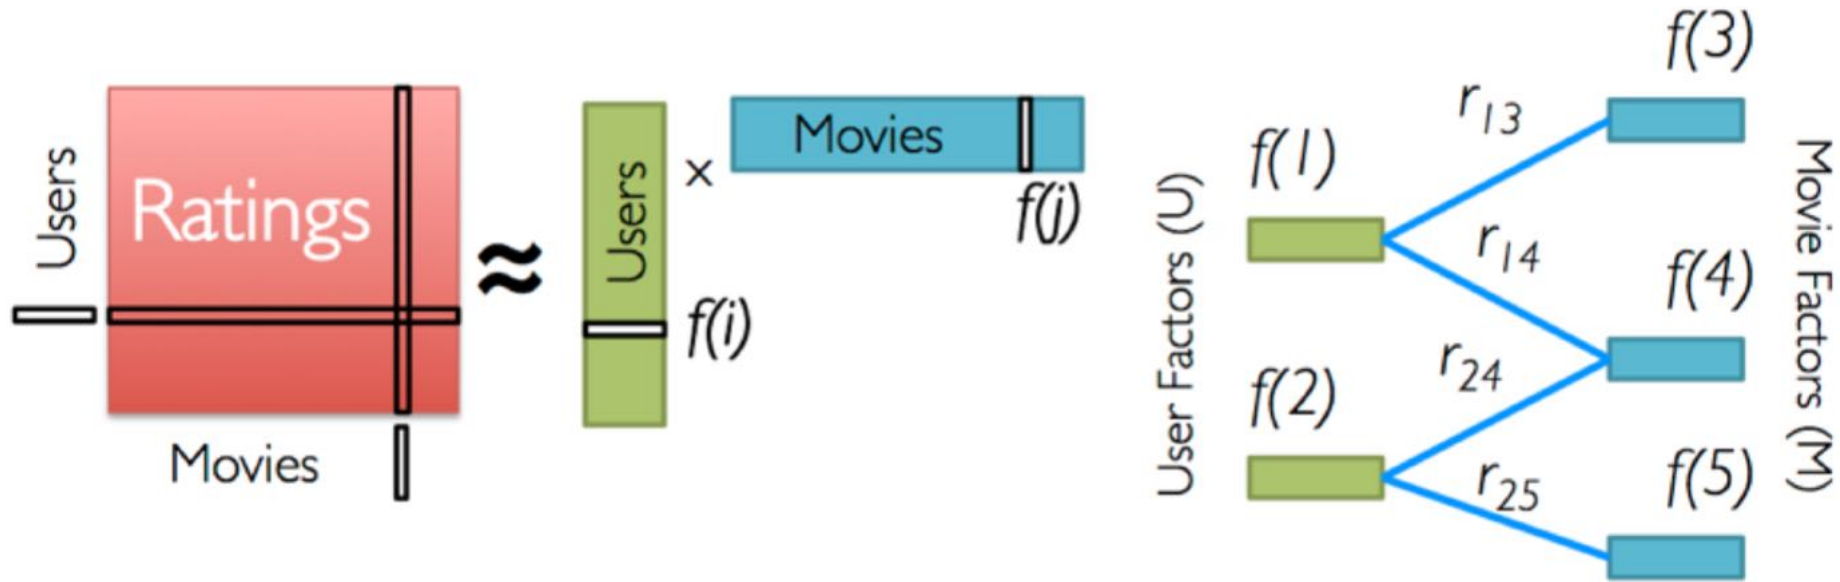 Users
Ratings
Movies
≈
Users
f(i)
x
Movies
f(j)
User Factors (U)
f(1)
f(2)
r13
r14
r24
r25
f(3)
f(4)
f(5)
Movie Factors (M)